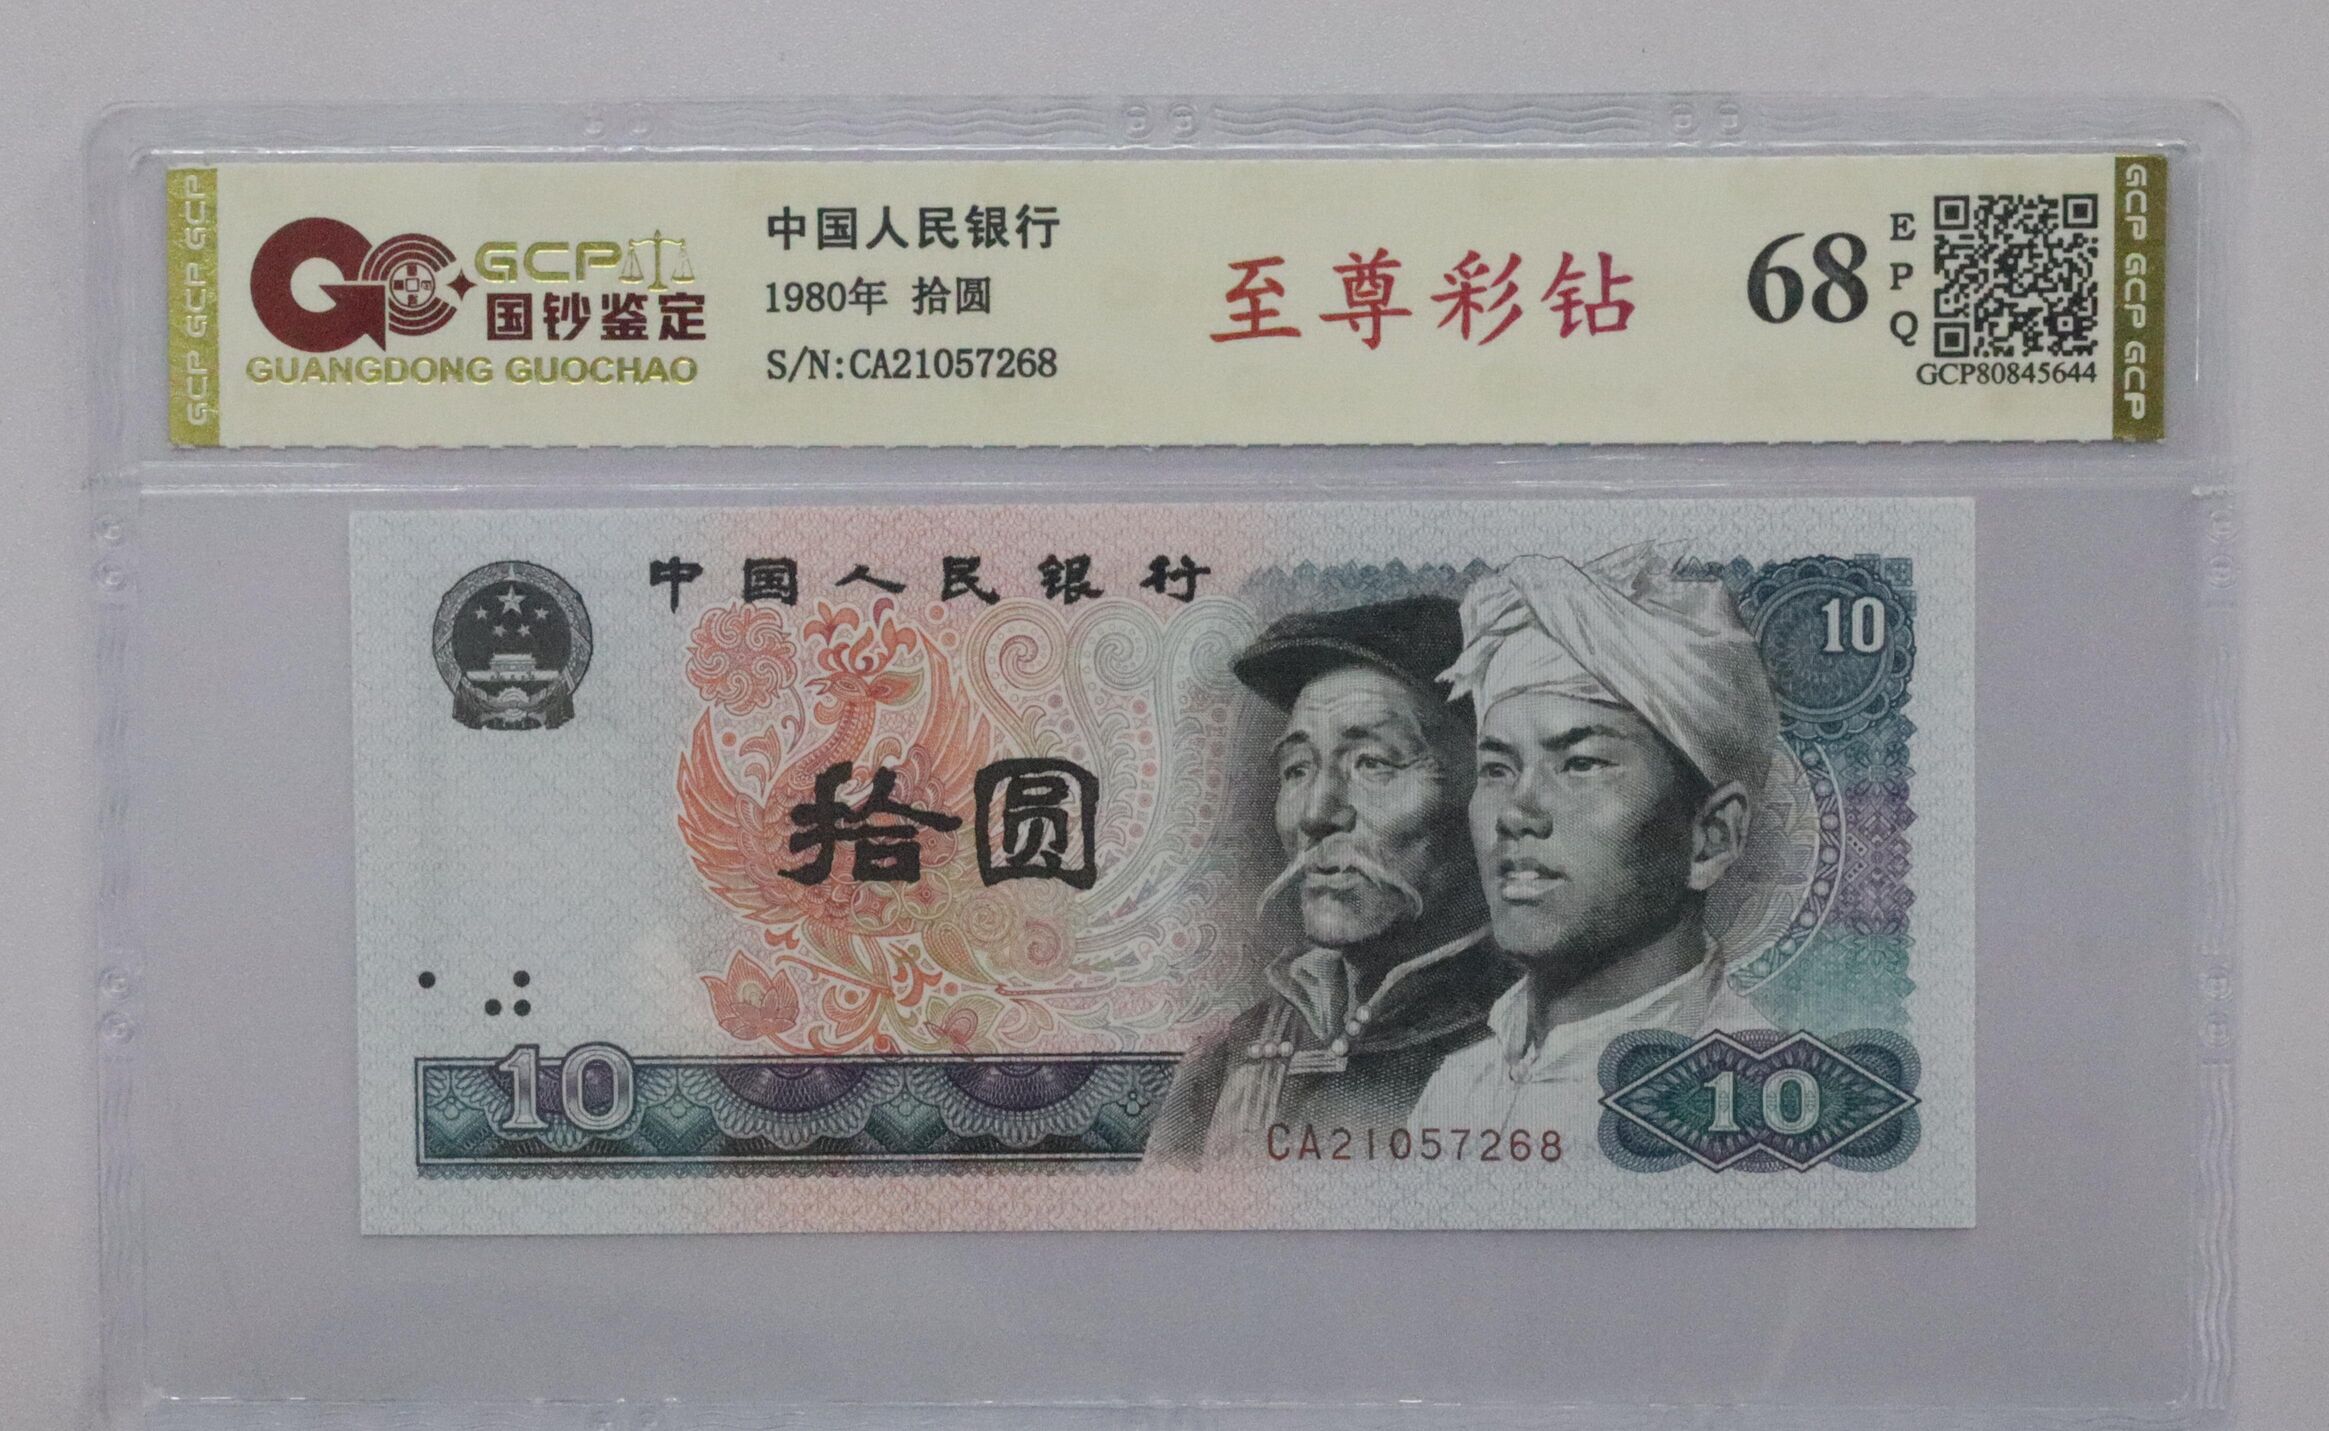 GCP GCP GCP
GCP
国钞鉴定
GUANGDONG GUOCHAO
中国人民银行
1980年 拾圆
S/N:CA21057268
至尊彩钻
68
E
P
Q
GCP80845644
GCP GCP GCP
中国人民银行
10
拾圆
10
CA21057268
10